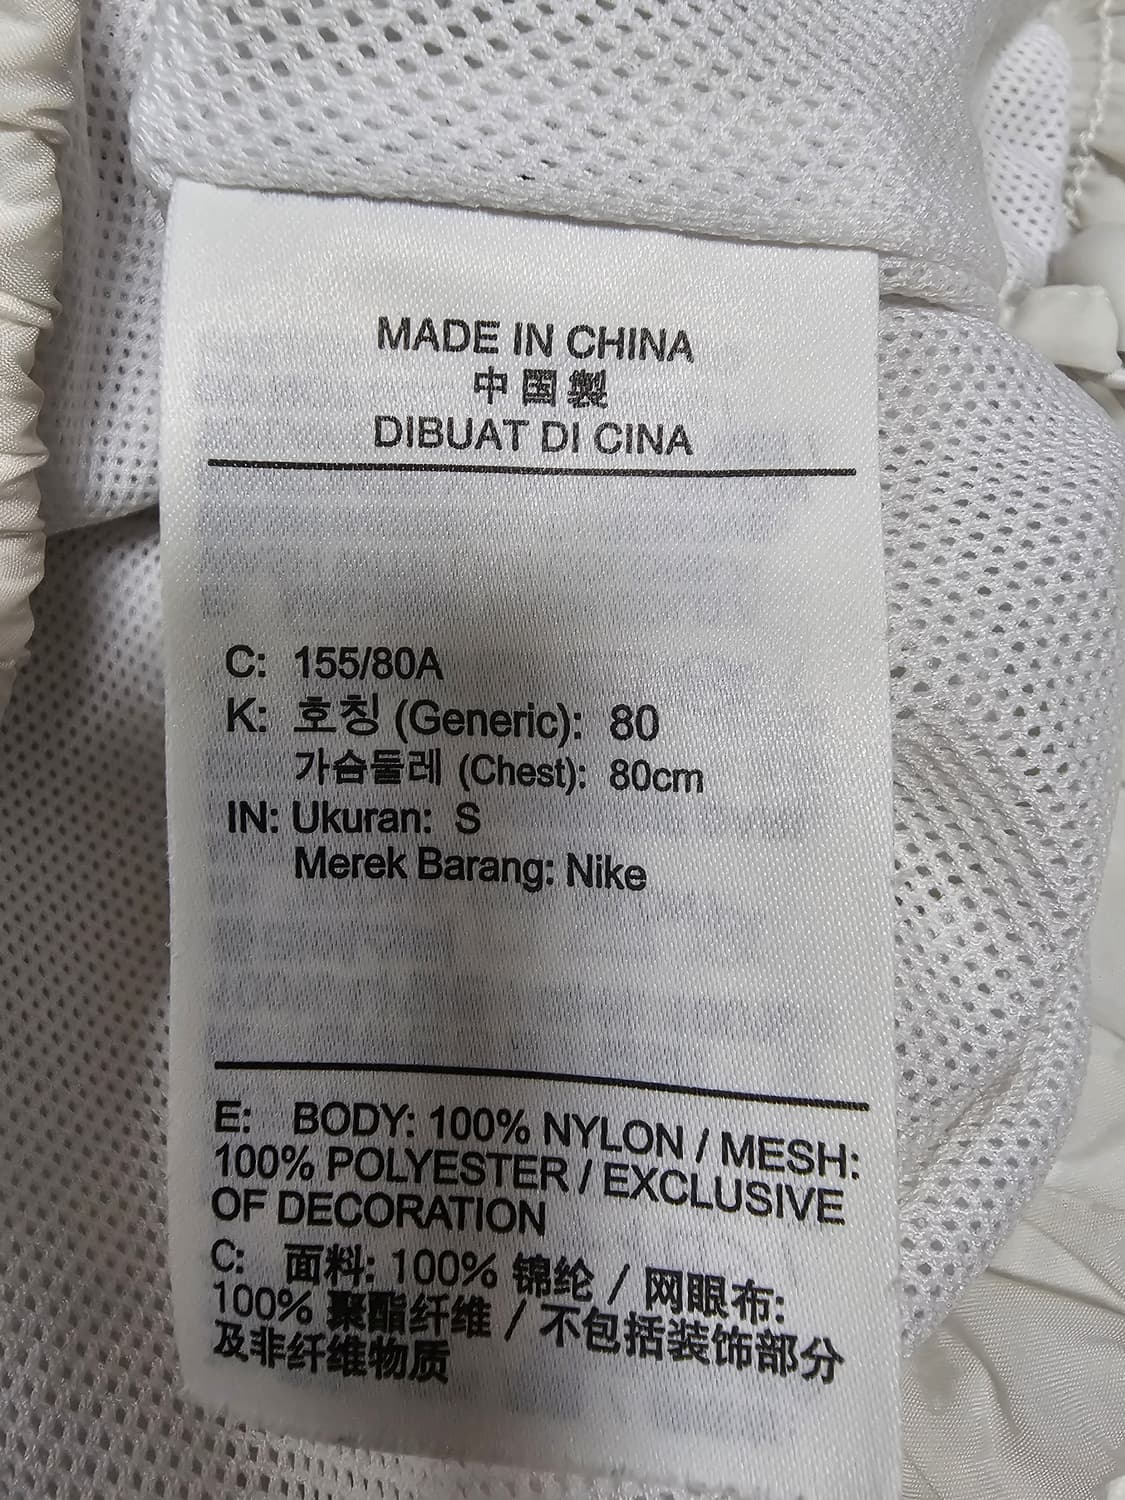 MADE IN CHINA
中国製
DIBUAT DI CINA
C: 155/80A
K: 호칭 (Generic): 80
가슴둘레 (Chest): 80cm
IN: Ukuran: S
Merek Barang: Nike
E: BODY: 100% NYLON / MESH:
100% POLYESTER / EXCLUSIVE
OF DECORATION
C: 面料: 100% 锦纶 / 网眼布:
100% 聚酯纤维 / 不包括装饰部分
及非纤维物质